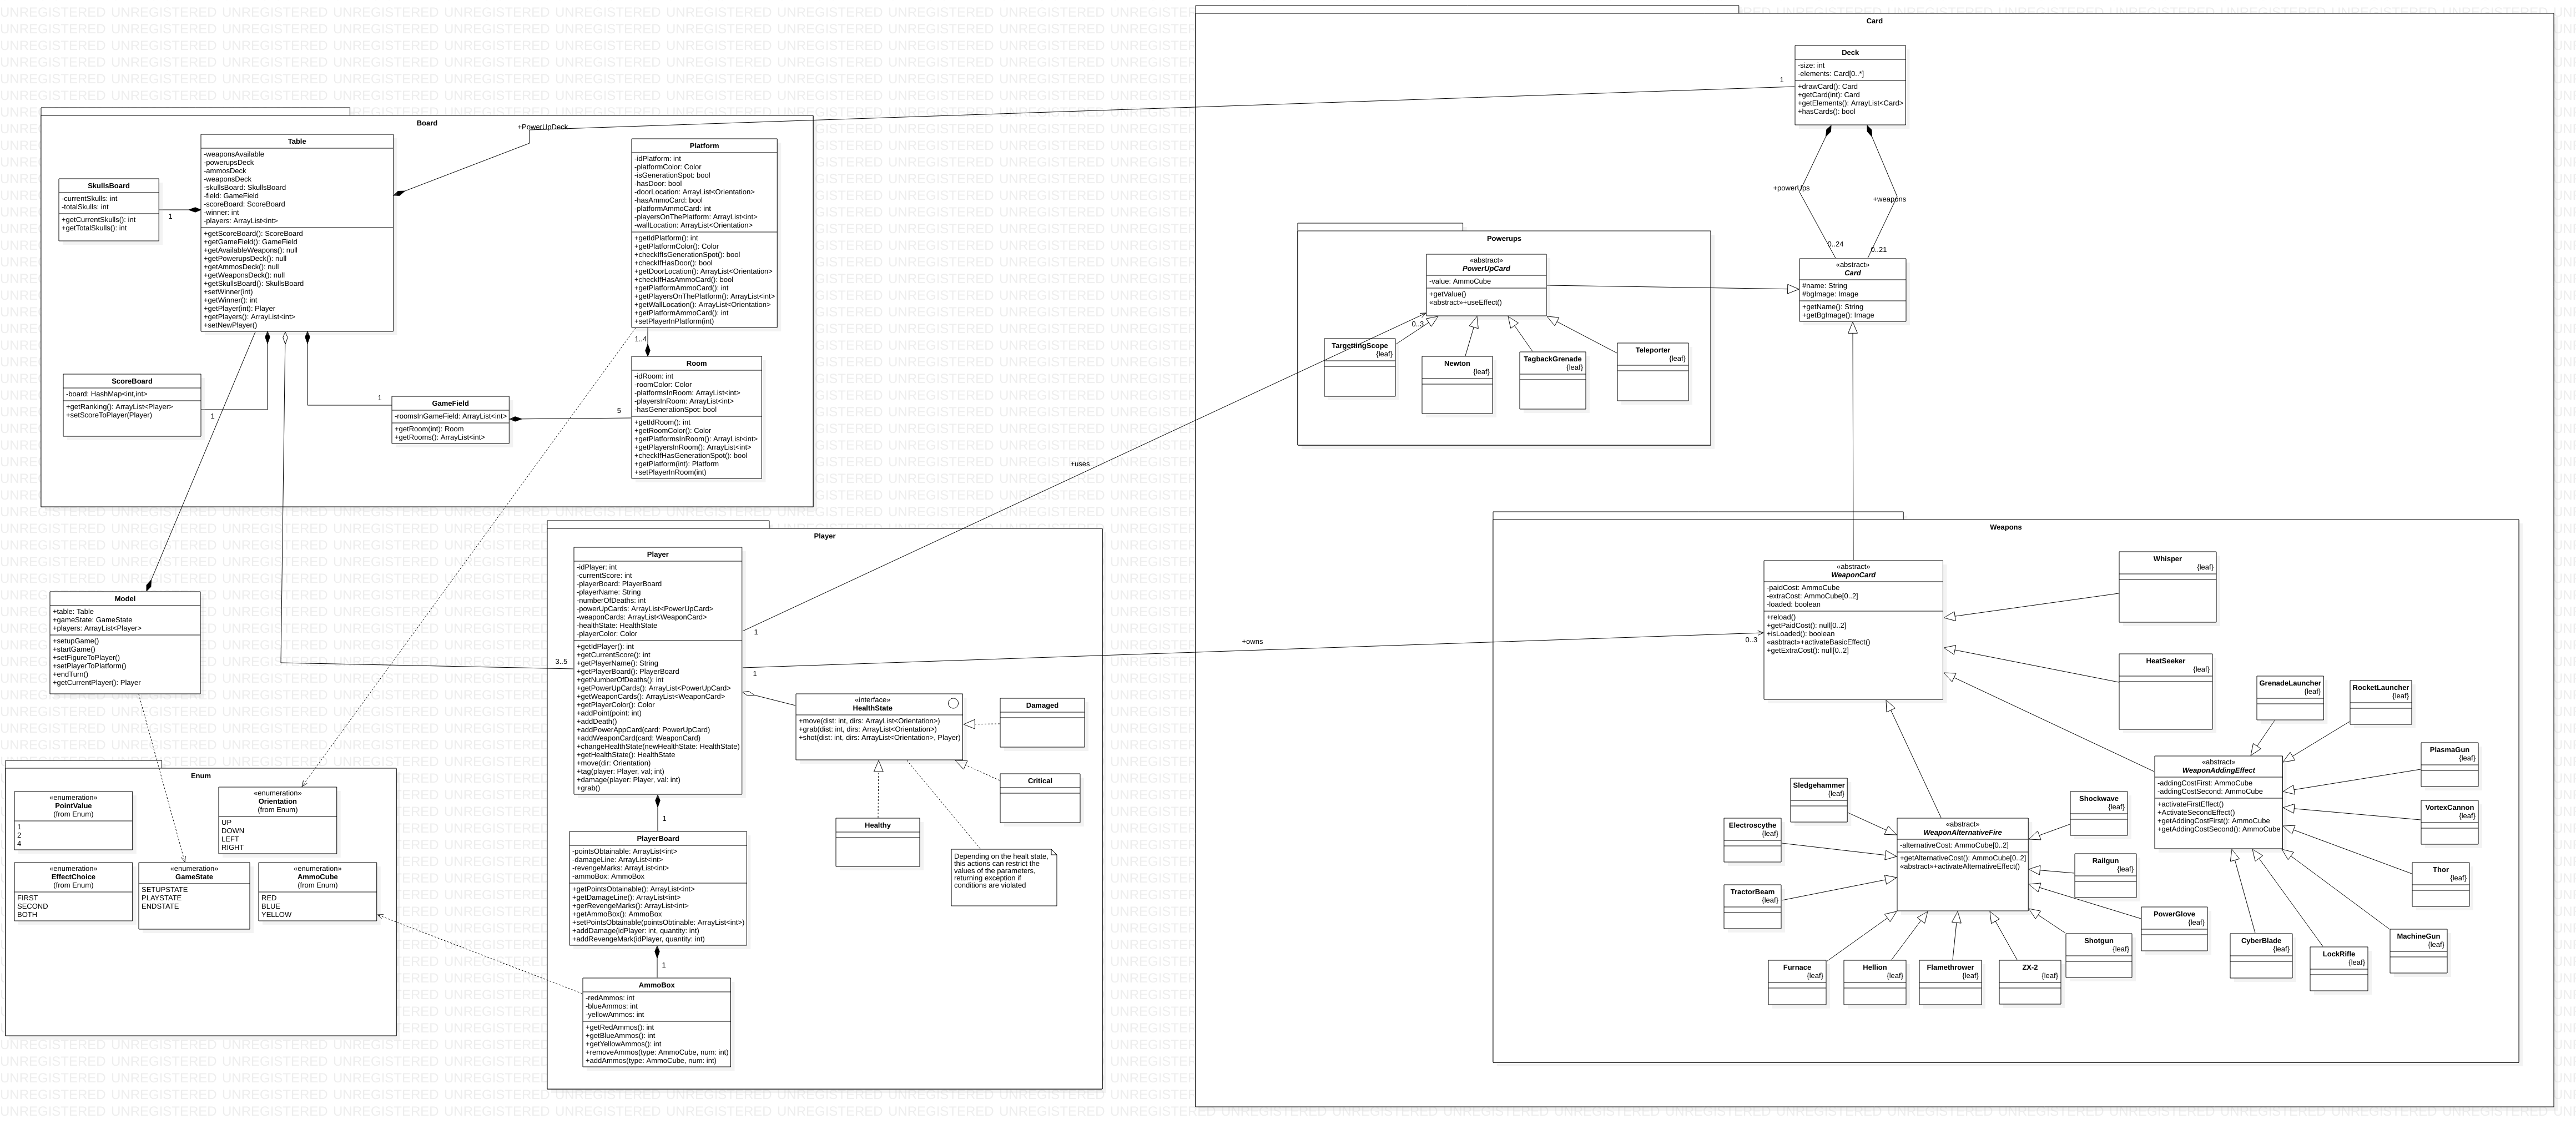 Board
Table
-weaponsAvailable
-powerupsDeck
-ammosDeck
-weaponsDeck
-skullsBoard: SkullsBoard
-field: GameField
-scoreBoard: ScoreBoard
-winner: int
-players: ArrayList<int>
+getScoreBoard(): ScoreBoard
+getGameField(): GameField
+getAvailableWeapons(): null
+getPowerupsDeck(): null
+getAmmosDeck(): null
+getWeaponsDeck(): null
+getSkullsBoard(): SkullsBoard
+setWinner(int)
+getWinner(): int
+getPlayer(int): Player
+getPlayers(): ArrayList<int>
+setNewPlayer()
SkullsBoard
-currentSkulls: int
-totalSkulls: int
+getCurrentSkulls(): int
+getTotalSkulls(): int
1
+PowerUpDeck
1
Platform
-idPlatform: int
-platformColor: Color
-isGenerationSpot: bool
-hasDoor: bool
-doorLocation: ArrayList<Orientation>
-hasAmmoCard: bool
-platformAmmoCard: int
-playersOnThePlatform: ArrayList<int>
-wallLocation: ArrayList<Orientation>
+getIdPlatform(): int
+getPlatformColor(): Color
+checkIfIsGenerationSpot(): bool
+checkIfHasDoor(): bool
+getDoorLocation(): ArrayList<Orientation>
+checkIfHasAmmoCard(): bool
+getPlatformAmmoCard(): int
+getPlayersOnThePlatform(): ArrayList<int>
+getWallLocation(): ArrayList<Orientation>
+getPlatformAmmoCard(): int
+setPlayerInPlatform(int)
1..4
Room
-idRoom: int
-roomColor: Color
-platformsInRoom: ArrayList<int>
-playersInRoom: ArrayList<int>
-hasGenerationSpot: bool
+getIdRoom(): int
+getRoomColor(): Color
+getPlatformsInRoom(): ArrayList<int>
+getPlayersInRoom(): ArrayList<int>
+checkIfHasGenerationSpot(): bool
+getPlatform(int): Platform
+setPlayerInRoom(int)
ScoreBoard
-board: HashMap<int,int>
+getRanking(): ArrayList<Player>
+setScoreToPlayer(Player)
1
1
GameField
-roomsInGameField: ArrayList<int>
+getRoom(int): Room
+getRooms(): ArrayList<int>
5
Model
+table: Table
+gameState: GameState
+players: ArrayList<Player>
+setupGame()
+startGame()
+setFigureToPlayer()
+setPlayerToPlatform()
+endTurn()
+getCurrentPlayer(): Player
Enum
«enumeration»
PointValue
(from Enum)
1
2
4
«enumeration»
Orientation
(from Enum)
UP
DOWN
LEFT
RIGHT
«enumeration»
EffectChoice
(from Enum)
FIRST
SECOND
BOTH
«enumeration»
GameState
SETUPSTATE
PLAYSTATE
ENDSTATE
«enumeration»
AmmoCube
(from Enum)
RED
BLUE
YELLOW
Player
Player
-idPlayer: int
-currentScore: int
-playerBoard: PlayerBoard
-playerName: String
-numberOfDeaths: int
-powerUpCards: ArrayList<PowerUpCard>
-weaponCards: ArrayList<WeaponCard>
-healthState: HealthState
-playerColor: Color
+getIdPlayer(): int
+getCurrentScore(): int
+getPlayerName(): String
+getPlayerBoard(): PlayerBoard
+getNumberOfDeaths(): int
+getPowerUpCards(): ArrayList<PowerUpCard>
+getWeaponCards(): ArrayList<WeaponCard>
+getPlayerColor(): Color
+addPoint(point: int)
+addDeath()
+addPowerAppCard(card: PowerUpCard)
+addWeaponCard(card: WeaponCard)
+changeHealthState(newHealthState: HealthState)
+getHealthState(): HealthState
+move(dir: Orientation)
+tag(player: Player, val: int)
+damage(player: Player, val: int)
+grab()
3..5
1
1
+uses
+owns
«interface»
HealthState
+move(dist: int, dirs: ArrayList<Orientation>)
+grab(dist: int, dirs: ArrayList<Orientation>)
+shot(dist: int, dirs: ArrayList<Orientation>, Player)
Damaged
Critical
Healthy
Depending on the healt state,
this actions can restrict the
values of the parameters,
returning exception if
conditions are violated
1
PlayerBoard
-pointsObtainable: ArrayList<int>
-damageLine: ArrayList<int>
-revengeMarks: ArrayList<int>
-ammoBox: AmmoBox
+getPointsObtainable(): ArrayList<int>
+getDamageLine(): ArrayList<int>
+gerRevengeMarks(): ArrayList<int>
+getAmmoBox(): AmmoBox
+setPointsObtainable(pointsObtinable: ArrayList<int>)
+addDamage(idPlayer: int, quantity: int)
+addRevengeMark(idPlayer, quantity: int)
1
AmmoBox
-redAmmos: int
-blueAmmos: int
-yellowAmmos: int
+getRedAmmos(): int
+getBlueAmmos(): int
+getYellowAmmos(): int
+removeAmmos(type: AmmoCube, num: int)
+addAmmos(type: AmmoCube, num: int)
Card
1
Deck
-size: int
-elements: Card[0..*]
+drawCard(): Card
+getCard(int): Card
+getElements(): ArrayList<Card>
+hasCards(): bool
+powerUps
+weapons
0..24
0..21
«abstract»
Card
#name: String
#bgImage: Image
+getName(): String
+getBgImage(): Image
Powerups
«abstract»
PowerUpCard
-value: AmmoCube
+getValue()
«abstract»+useEffect()
0..3
TargettingScope
{leaf}
Newton
{leaf}
TagbackGrenade
{leaf}
Teleporter
{leaf}
Weapons
«abstract»
WeaponCard
-paidCost: AmmoCube
-extraCost: AmmoCube[0..2]
-loaded: boolean
+reload()
+getPaidCost(): null[0..2]
+isLoaded(): boolean
«asbtract»+activateBasicEffect()
+getExtraCost(): null[0..2]
0..3
Whisper
{leaf}
HeatSeeker
{leaf}
GrenadeLauncher
{leaf}
RocketLauncher
{leaf}
PlasmaGun
{leaf}
VortexCannon
{leaf}
Thor
{leaf}
MachineGun
{leaf}
LockRifle
{leaf}
CyberBlade
{leaf}
«abstract»
WeaponAddingEffect
-addingCostFirst: AmmoCube
-addingCostSecond: AmmoCube
+activateFirstEffect()
+ActivateSecondEffect()
+getAddingCostFirst(): AmmoCube
+getAddingCostSecond(): AmmoCube
«abstract»
WeaponAlternativeFire
-alternativeCost: AmmoCube[0..2]
+getAlternativeCost(): AmmoCube[0..2]
«abstract»+activateAlternativeEffect()
Sledgehammer
{leaf}
Electroscythe
{leaf}
TractorBeam
{leaf}
Furnace
{leaf}
Hellion
{leaf}
Flamethrower
{leaf}
ZX-2
{leaf}
Shotgun
{leaf}
PowerGlove
{leaf}
Railgun
{leaf}
Shockwave
{leaf}